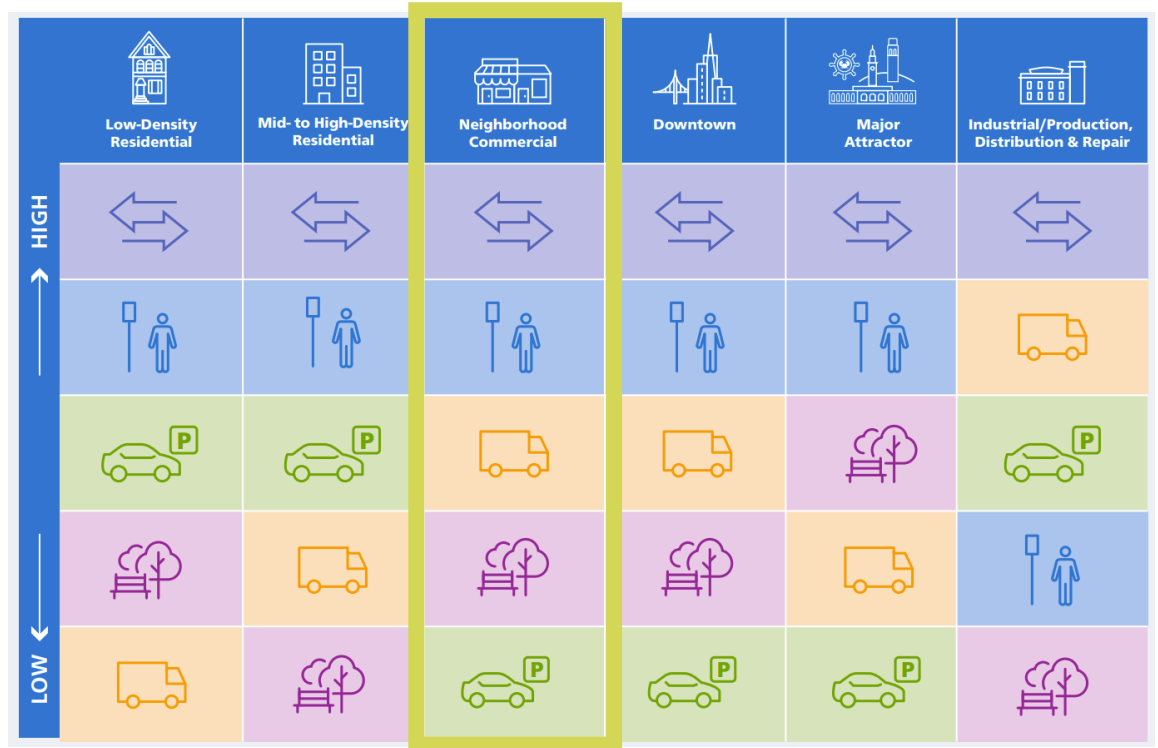 Low-Density
Residential
Mid- to High-Density
Residential
Neighborhood
Commercial
Downtown
Major
Attractor
Industrial/Production,
Distribution & Repair
HIGH
P
P
P
LOW
P
P
P